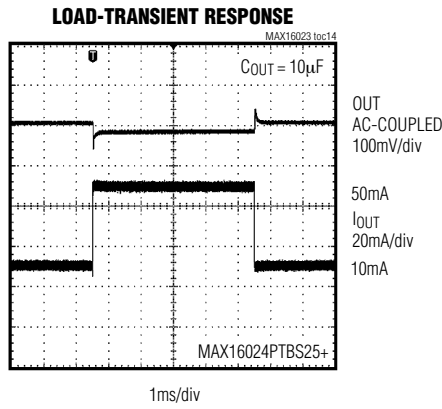 LOAD-TRANSIENT RESPONSE
MAX16023 toc14
T
COUT = 10μF
OUT
AC-COUPLED
100mV/div
50mA
IOUT
20mA/div
10mA
MAX16024PTBS25+
1ms/div